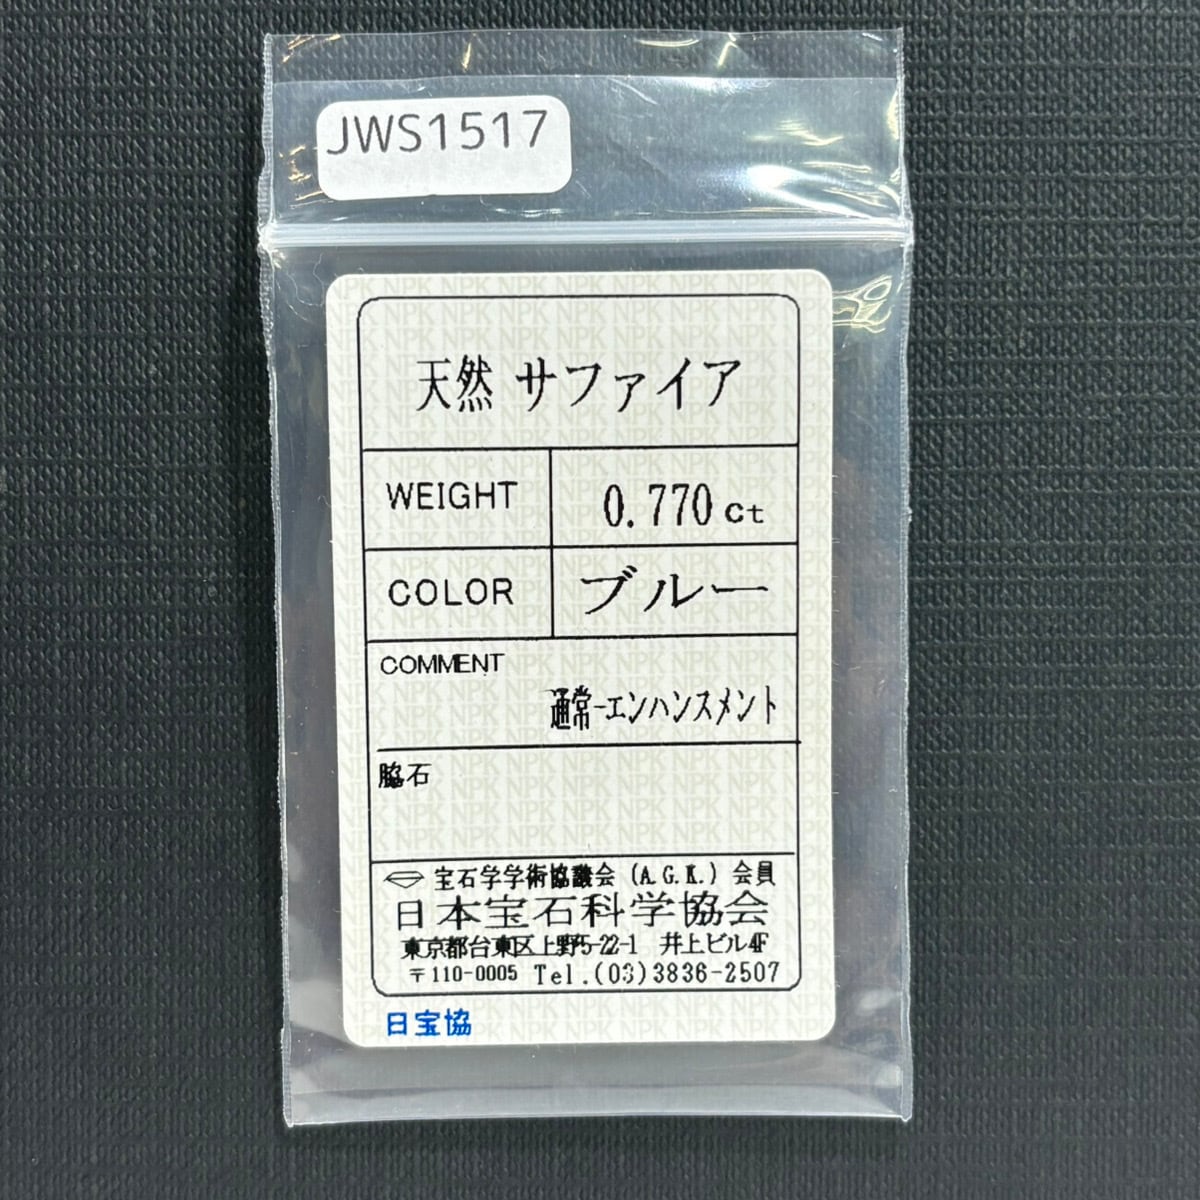 JWS1517
天然 サファイア
WEIGHT 0.770ct
COLOR ブルー
COMMENT
通常-エンハンスメント
脇石
宝石学学術協議会(A.G.K.)会員
日本宝石科学協会
東京都台東区上野5-22-1 井上ビル4F
〒110-0005 Tel.(03)3836-2507
日宝協